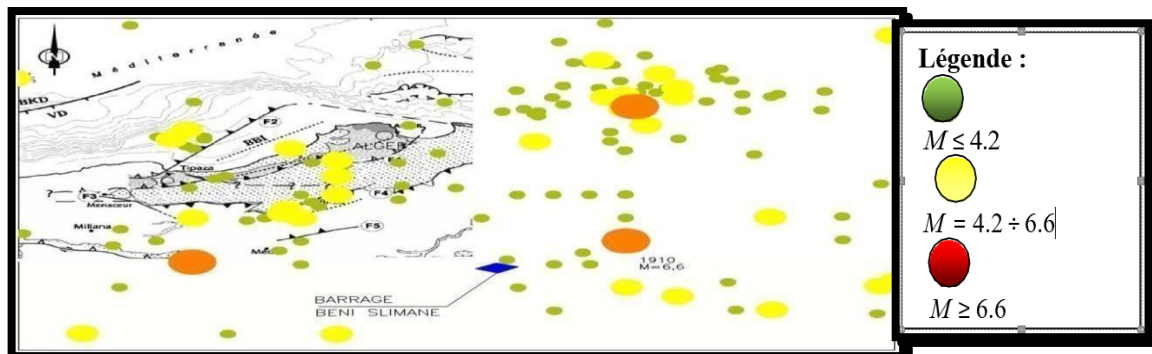 N
Méditerranée
BKD
VD
F2
BBI
ALGER
Tipaza
?
?
F3
F4
Menaceur
Miliana
F5
1910
M=6,6
BARRAGE
BENI SLIMANE
Légende :
M ≤ 4.2
M = 4.2 ÷ 6.6
M ≥ 6.6